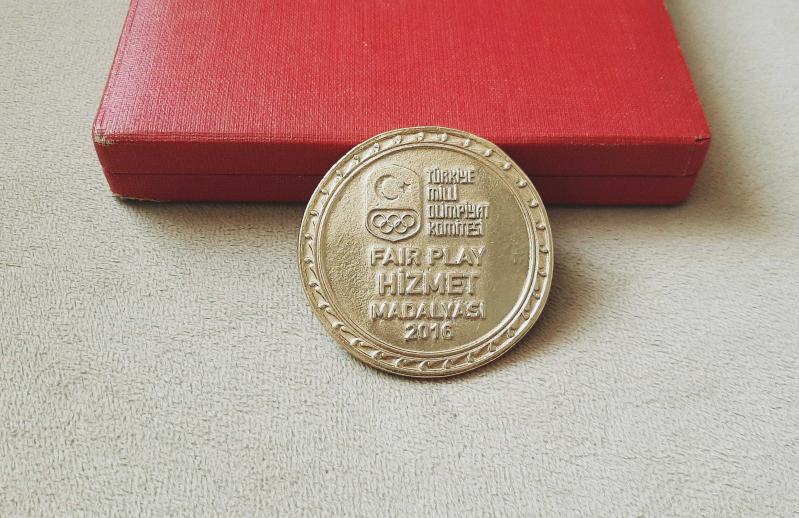 TÜRKİYE
MİLLİ
OLİMPİYAT
KOMİTESİ
FAIR PLAY
HİZMET
MADALYASI
2016